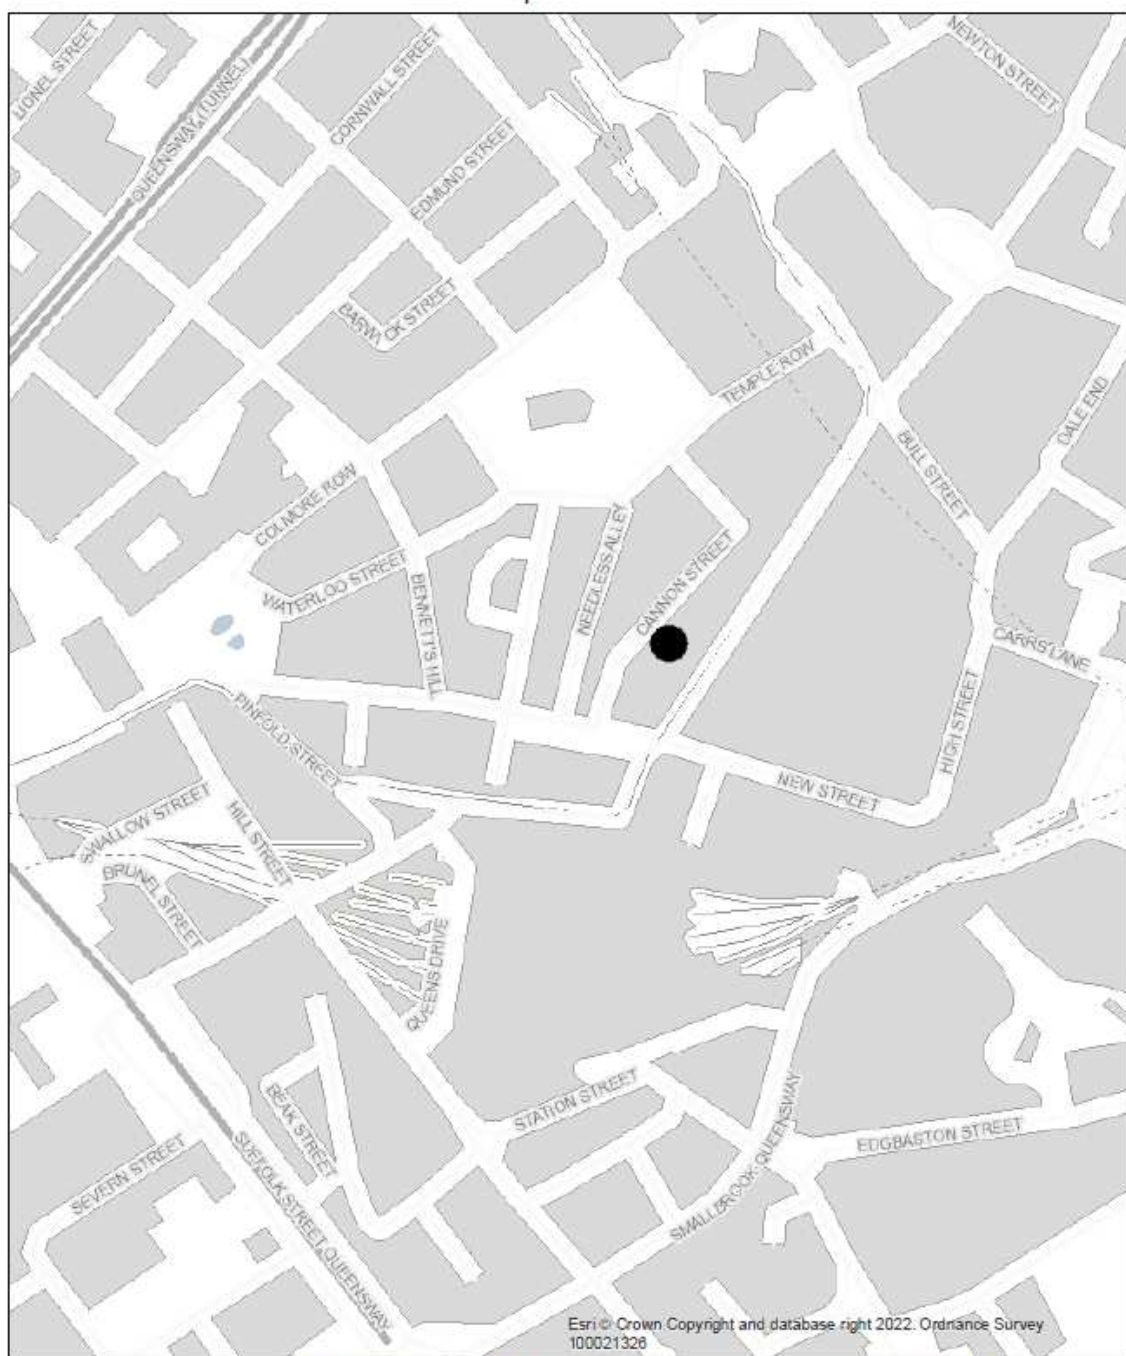 NEWTON STREET
LIONEL STREET
CORNWALL STREET
QUEENSWAY (TUNNEL)
EDMUND STREET
BARWICK STREET
TEMPLE ROW
DALE END
BULL STREET
COLMORE ROW
NEEDLESS ALLEY
CANNON STREET
WATERLOO STREET
BENNETT'S HILL
CARRS LANE
HIGH STREET
PINFOLD STREET
NEW STREET
SWALLOW STREET
HILL STREET
BRUNEL STREET
QUEENS DRIVE
STATION STREET
BEAK STREET
SMALLBROOK QUEENSWAY
EDGBASTON STREET
SEVERN STREET
SUFFOLK STREET QUEENSWAY
Esri © Crown Copyright and database right 2022. Ordnance Survey
100021326